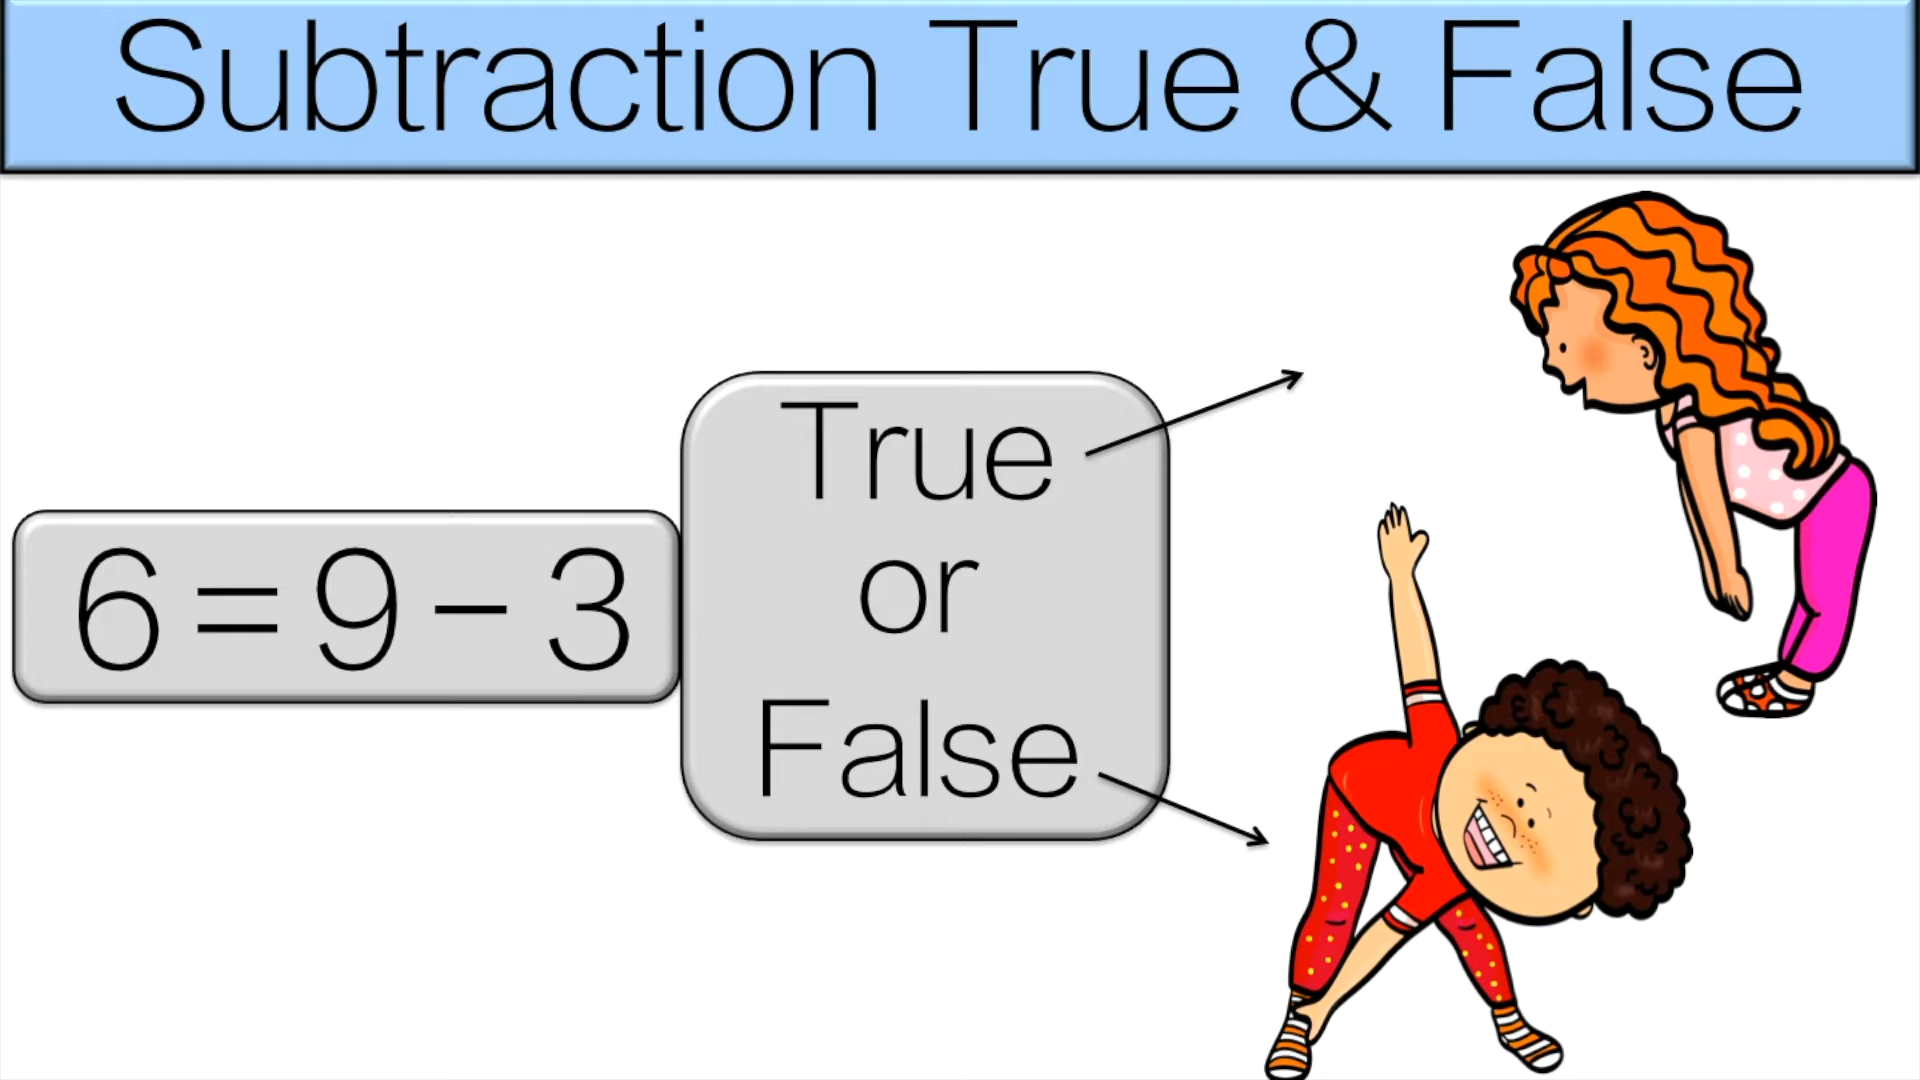 Subtraction True & False
6 = 9 – 3
True
or
False